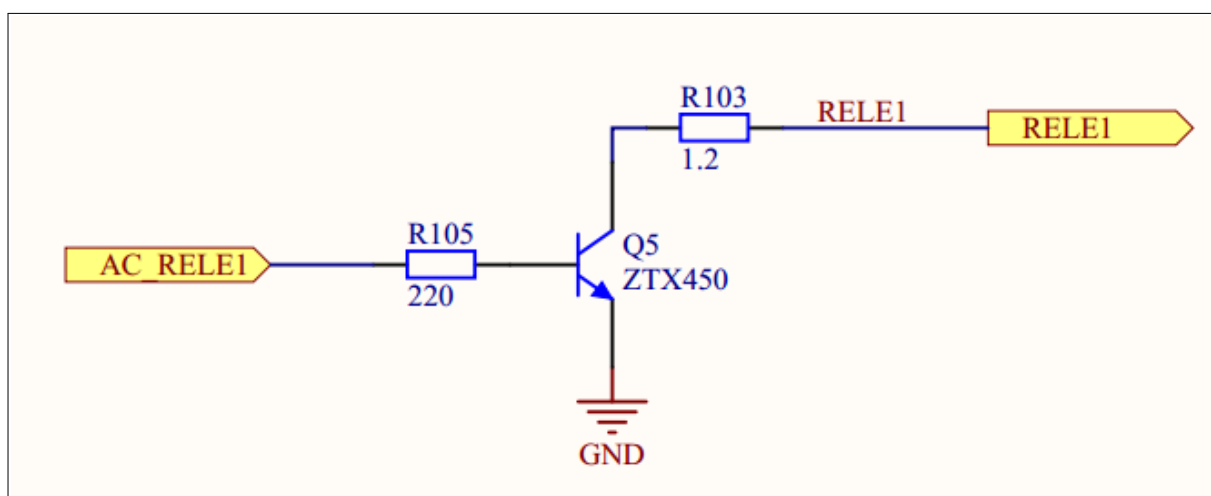 R103
RELE1
RELE1
1.2
R105
AC_RELE1
220
Q5
ZTX450
GND